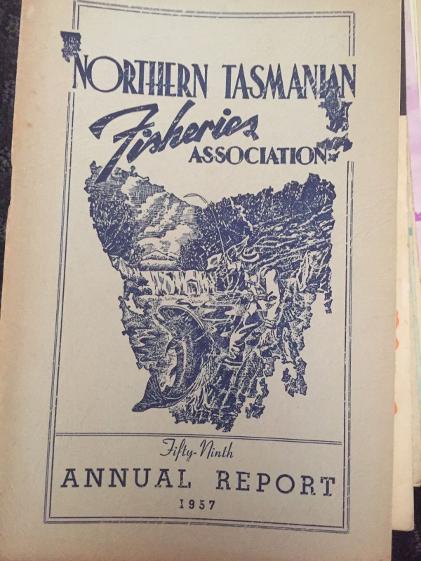 NORTHERN TASMANIAN
Fisheries
ASSOCIATION
Fifty-Ninth
ANNUAL REPORT
1957